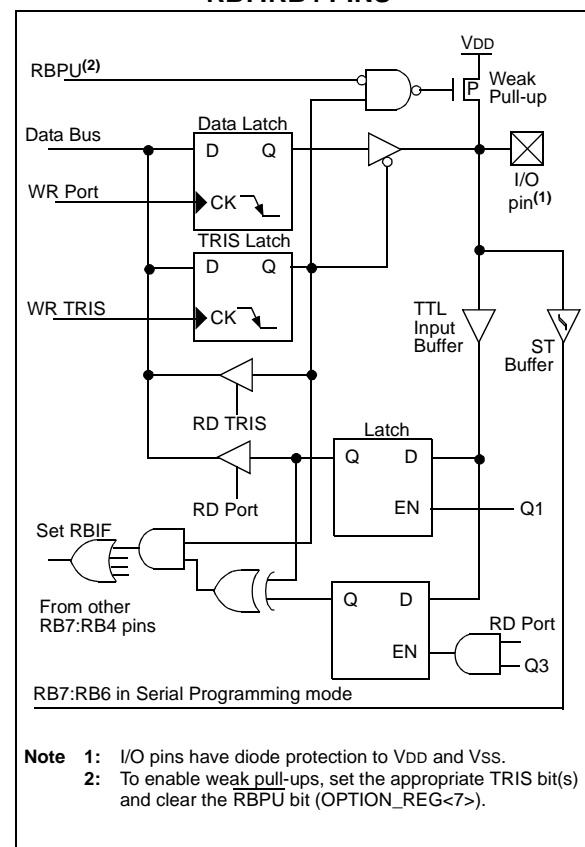 VDD
RBPU(2)
P
Weak
Pull-up
Data Latch
Data Bus
D Q
I/O
pin(1)
WR Port
CK
TRIS Latch
D Q
WR TRIS
CK
TTL
Input
Buffer
ST
Buffer
RD TRIS
Latch
Q D
RD Port
EN
Q1
Set RBIF
Q D
From other
RB7:RB4 pins
RD Port
EN
Q3
RB7:RB6 in Serial Programming mode
Note 1: I/O pins have diode protection to VDD and VSS.
2: To enable weak pull-ups, set the appropriate TRIS bit(s)
and clear the RBPU bit (OPTION_REG<7>).